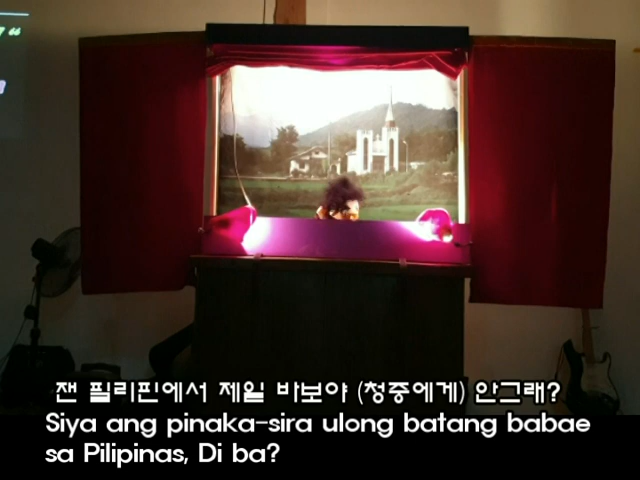 잰 필리핀에서 제일 바보야 (청중에게) 안그래?
Siya ang pinaka-sira ulong batang babae
sa Pilipinas, Di ba?